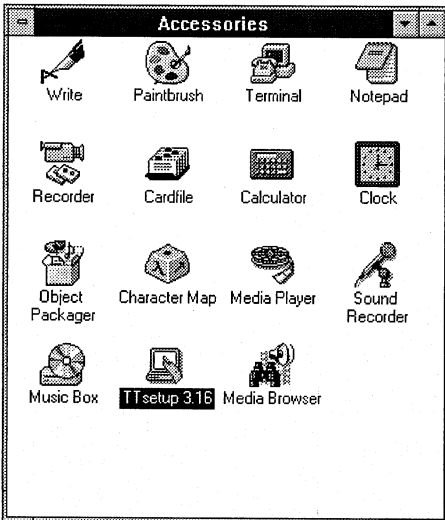 Accessories
Write Paintbrush Terminal Notepad
Recorder Cardfile Calculator Clock
Object Packager Character Map Media Player Sound Recorder
Music Box TTsetup 3.16 Media Browser